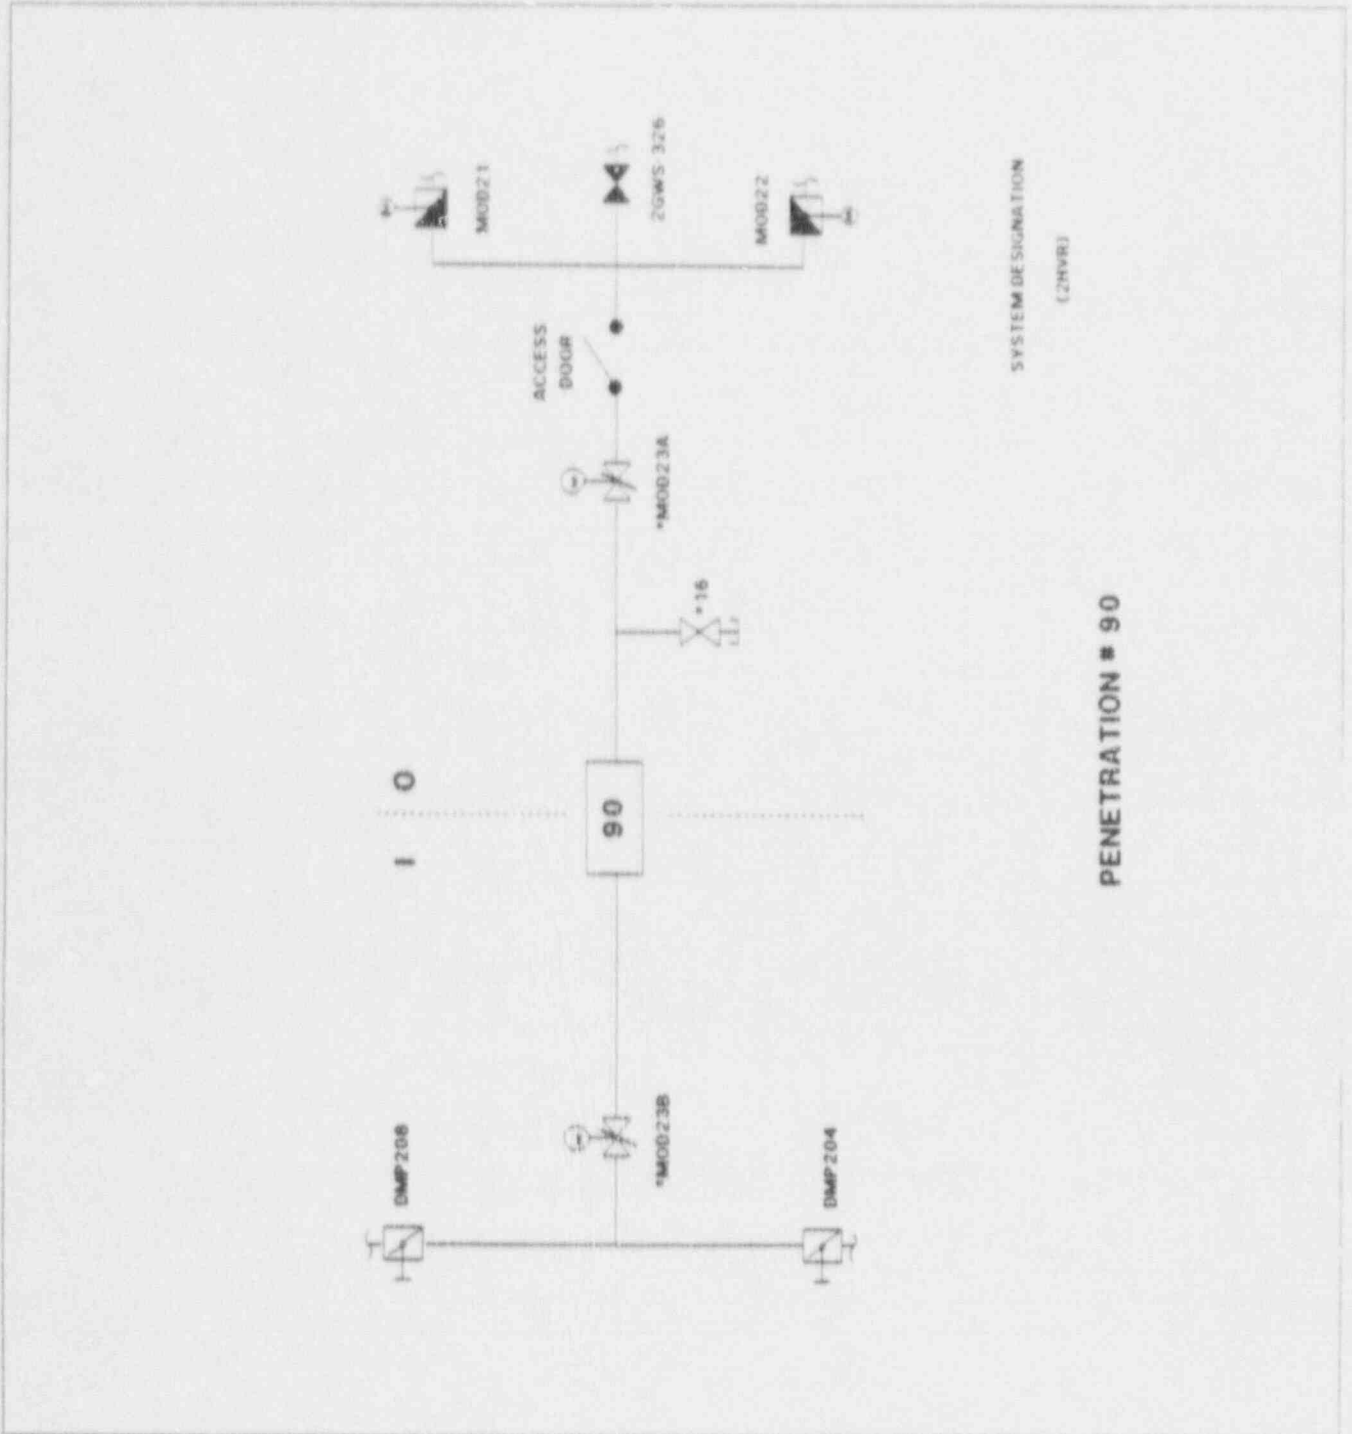 DMP208
I
O
MOD21
ACCESS
DOOR
*MOD23B
90
*MOD23A
2GWS 326
*16
MOD22
DMP204
SYSTEM DESIGNATION
(2HVR)
PENETRATION # 90